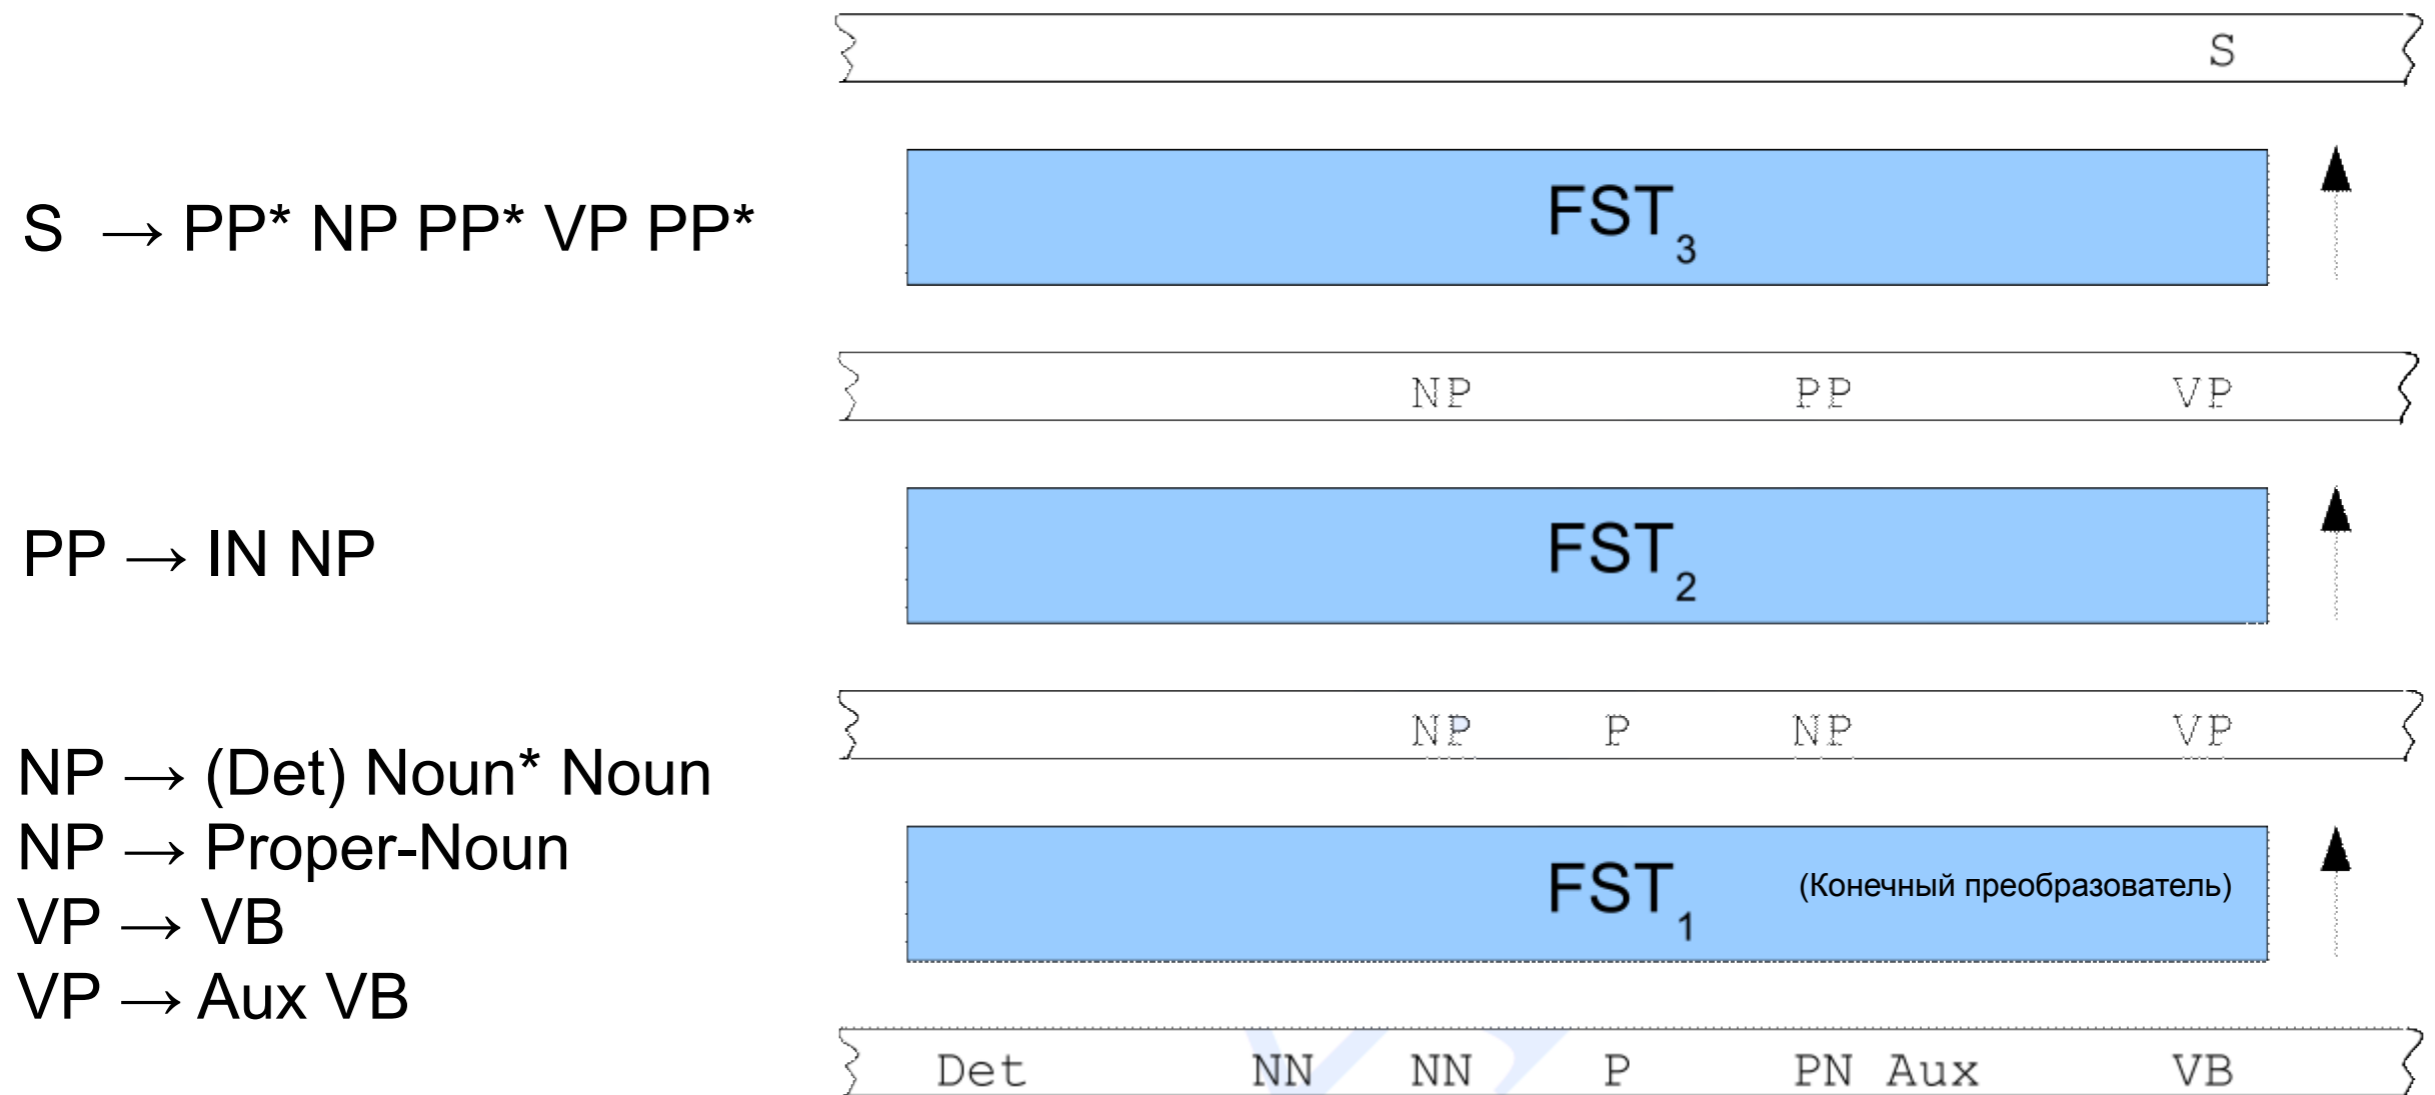 S
S → PP* NP PP* VP PP*
FST3
NP PP VP
PP → IN NP
FST2
NP P NP VP
NP → (Det) Noun* Noun
NP → Proper-Noun
VP → VB
VP → Aux VB
FST1 (Конечный преобразователь)
Det NN NN P PN Aux VB